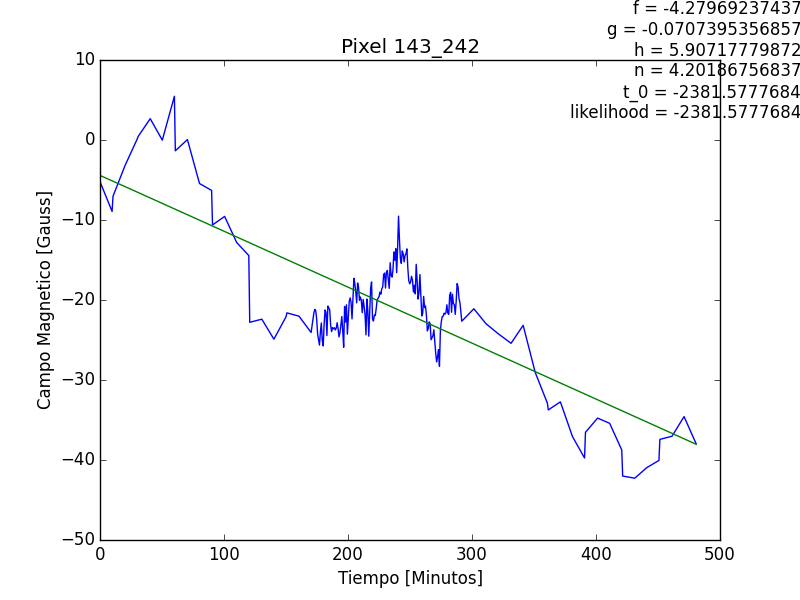 f = -4.27969237437
g = -0.0707395356857
h = 5.90717779872
n = 4.20186756837
t_0 = -2381.5777684
likelihood = -2381.5777684
Pixel 143_242
10
0
−10
−20
−30
−40
−50
Campo Magnetico [Gauss]
0 100 200 300 400 500
Tiempo [Minutos]